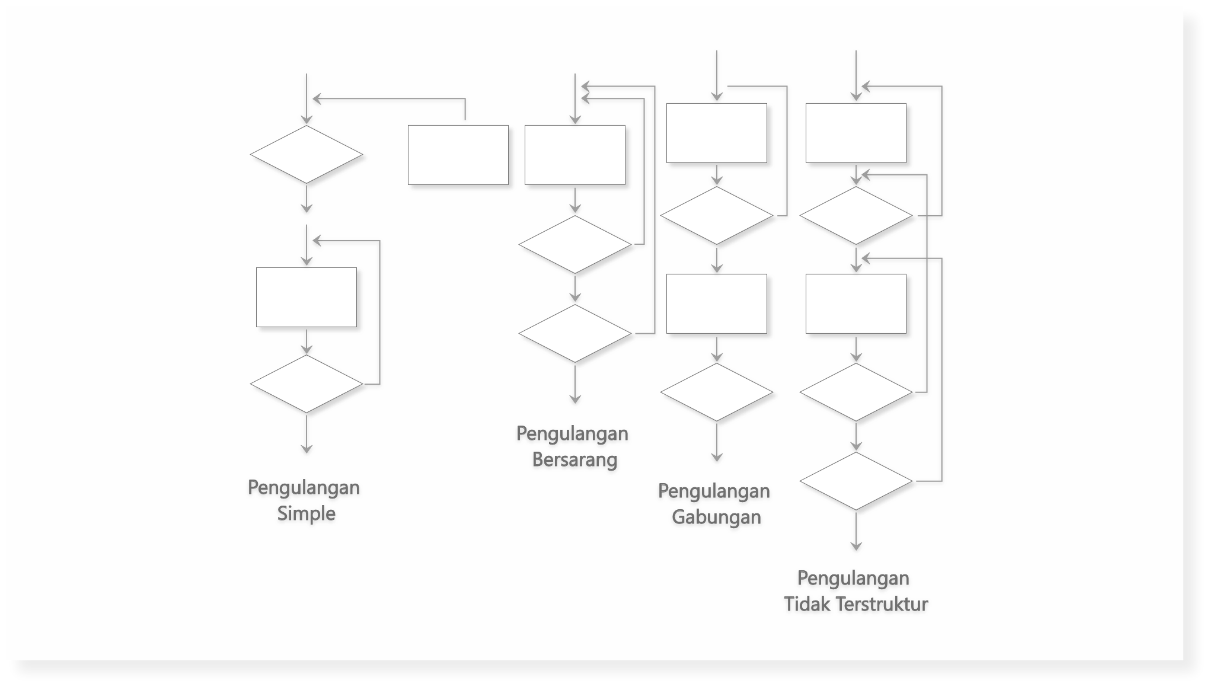 Pengulangan
Simple
Pengulangan
Bersarang
Pengulangan
Gabungan
Pengulangan
Tidak Terstruktur